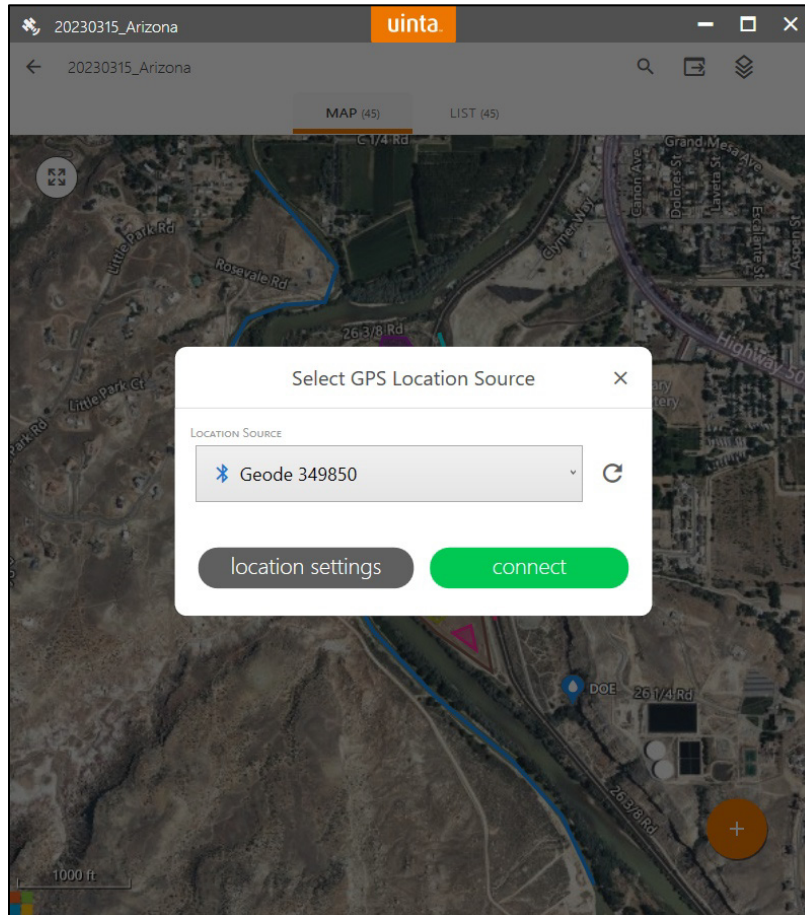 20230315_Arizona
uinta
20230315_Arizona
MAP (45)
LIST (45)
C 1/4 Rd
Grand Mesa Ave
Canon Ave
Dolores St
Laveta St
Escalante St
Aspen St
Little Park Rd
Clymer Way
Rosevale Rd
26 3/8 Rd
Highway 50
Little Park Ct
Select GPS Location Source
LOCATION SOURCE
Geode 349850
location settings
connect
DOE
26 1/4 Rd
26 3/8 Rd
1000 ft